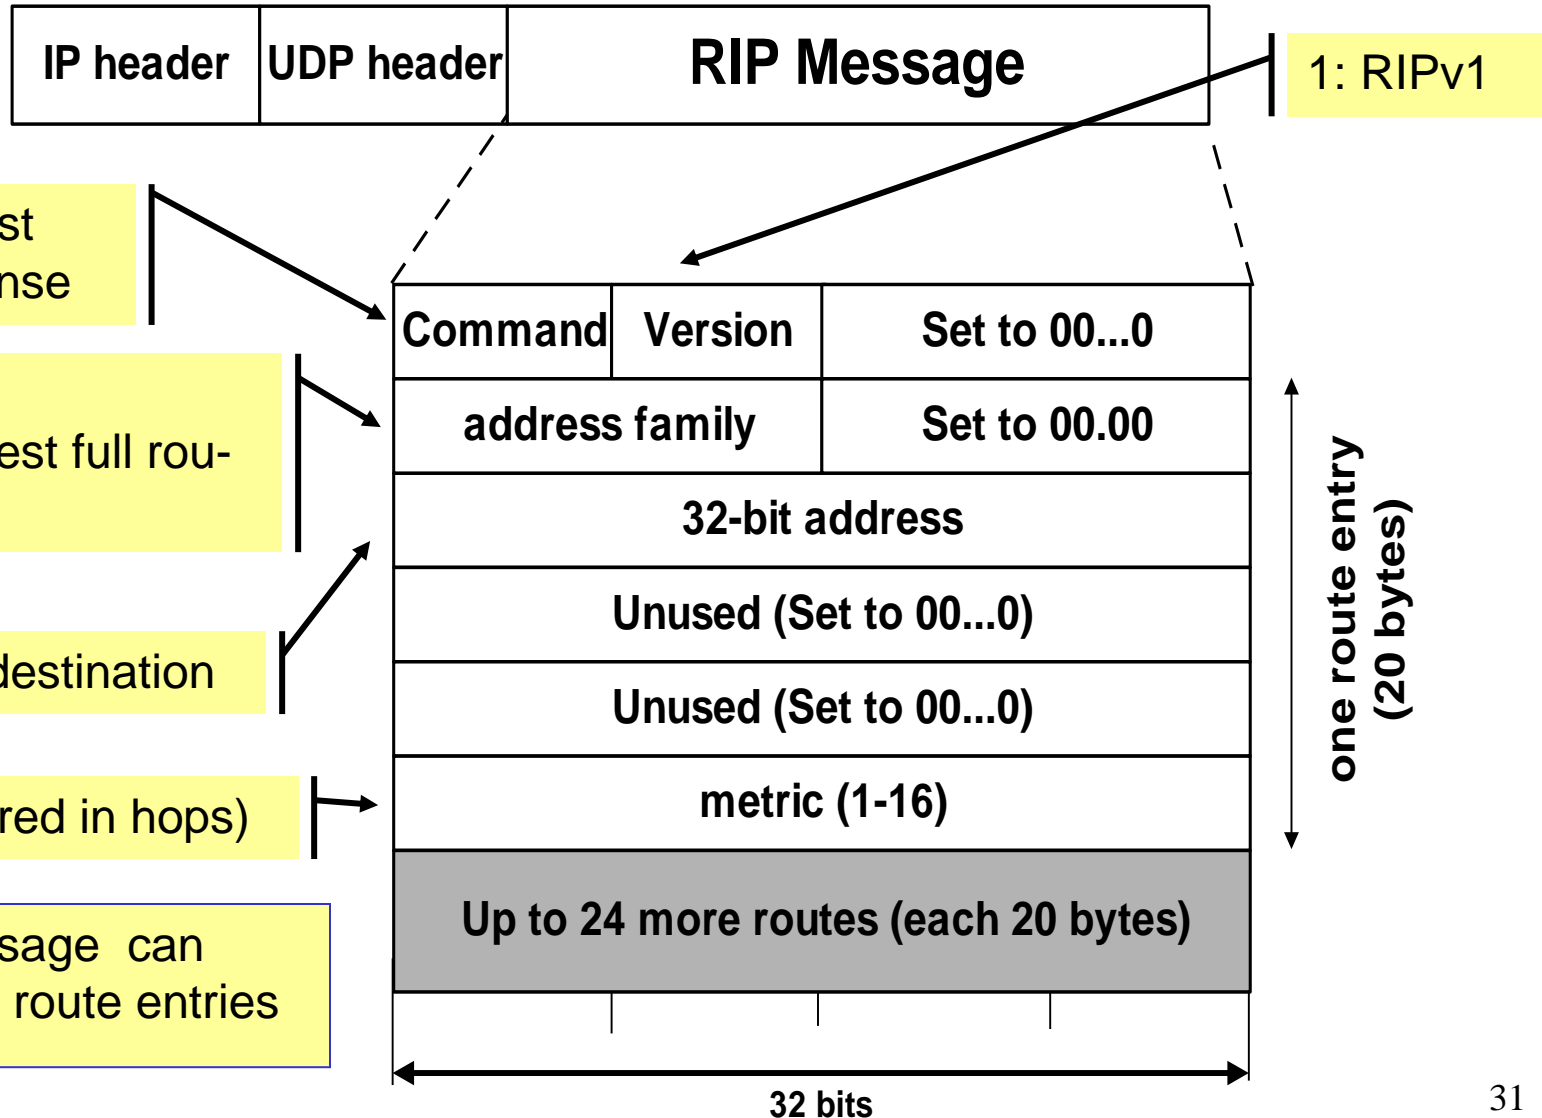 IP header UDP header RIP Message
1: RIPv1
st
nse
Command Version Set to 00...0
address family Set to 00.00
est full rou-
32-bit address
Unused (Set to 00...0)
destination
Unused (Set to 00...0)
metric (1-16)
red in hops)
Up to 24 more routes (each 20 bytes)
sage can
route entries
one route entry
(20 bytes)
32 bits
31